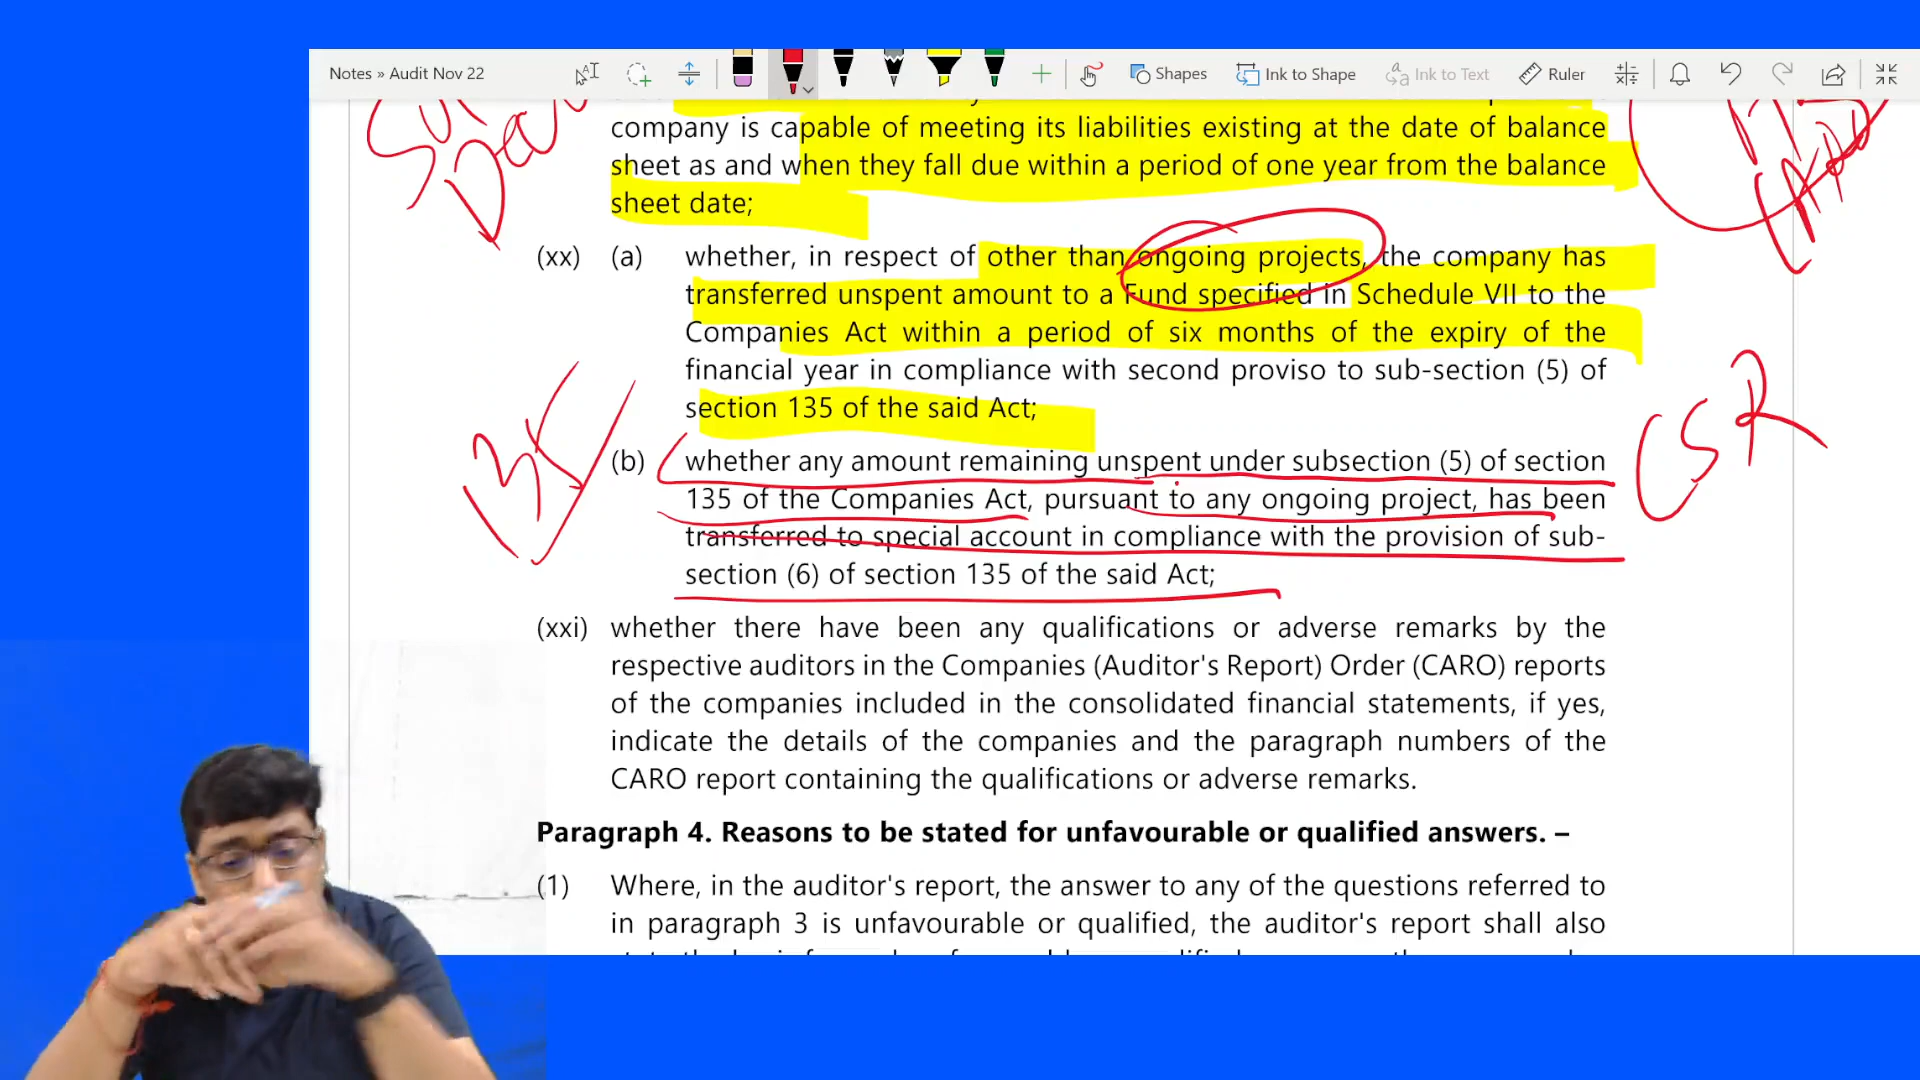 Notes » Audit Nov 22
Shapes
Ink to Shape
Ink to Text
Ruler
company is capable of meeting its liabilities existing at the date of balance
sheet as and when they fall due within a period of one year from the balance
sheet date;
(xx) (a) whether, in respect of other than ongoing projects, the company has
transferred unspent amount to a Fund specified in Schedule VII to the
Companies Act within a period of six months of the expiry of the
financial year in compliance with second proviso to sub-section (5) of
section 135 of the said Act;
135
CSR
(b) whether any amount remaining unspent under subsection (5) of section
135 of the Companies Act, pursuant to any ongoing project, has been
transferred to special account in compliance with the provision of sub-
section (6) of section 135 of the said Act;
(xxi) whether there have been any qualifications or adverse remarks by the
respective auditors in the Companies (Auditor's Report) Order (CARO) reports
of the companies included in the consolidated financial statements, if yes,
indicate the details of the companies and the paragraph numbers of the
CARO report containing the qualifications or adverse remarks.
Paragraph 4. Reasons to be stated for unfavourable or qualified answers. –
(1) Where, in the auditor's report, the answer to any of the questions referred to
in paragraph 3 is unfavourable or qualified, the auditor's report shall also